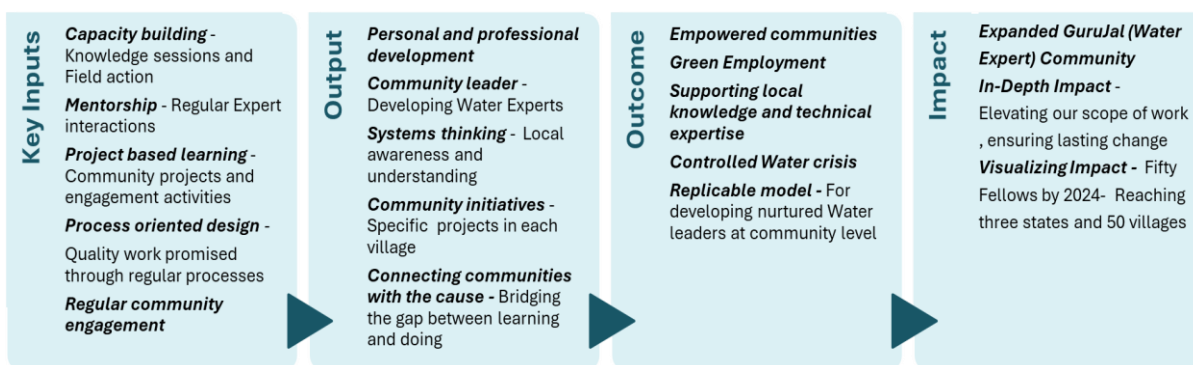 Key Inputs
Capacity building -
Knowledge sessions and
Field action
Mentorship - Regular Expert
interactions
Project based learning -
Community projects and
engagement activities
Process oriented design -
Quality work promised
through regular processes
Regular community
engagement
Output
Personal and professional
development
Community leader -
Developing Water Experts
Systems thinking - Local
awareness and
understanding
Community initiatives -
Specific projects in each
village
Connecting communities
with the cause - Bridging
the gap between learning
and doing
Outcome
Empowered communities
Green Employment
Supporting local
knowledge and technical
expertise
Controlled Water crisis
Replicable model - For
developing nurtured Water
leaders at community level
Impact
Expanded GuruJal (Water
Expert) Community
In-Depth Impact -
Elevating our scope of work
, ensuring lasting change
Visualizing Impact - Fifty
Fellows by 2024- Reaching
three states and 50 villages